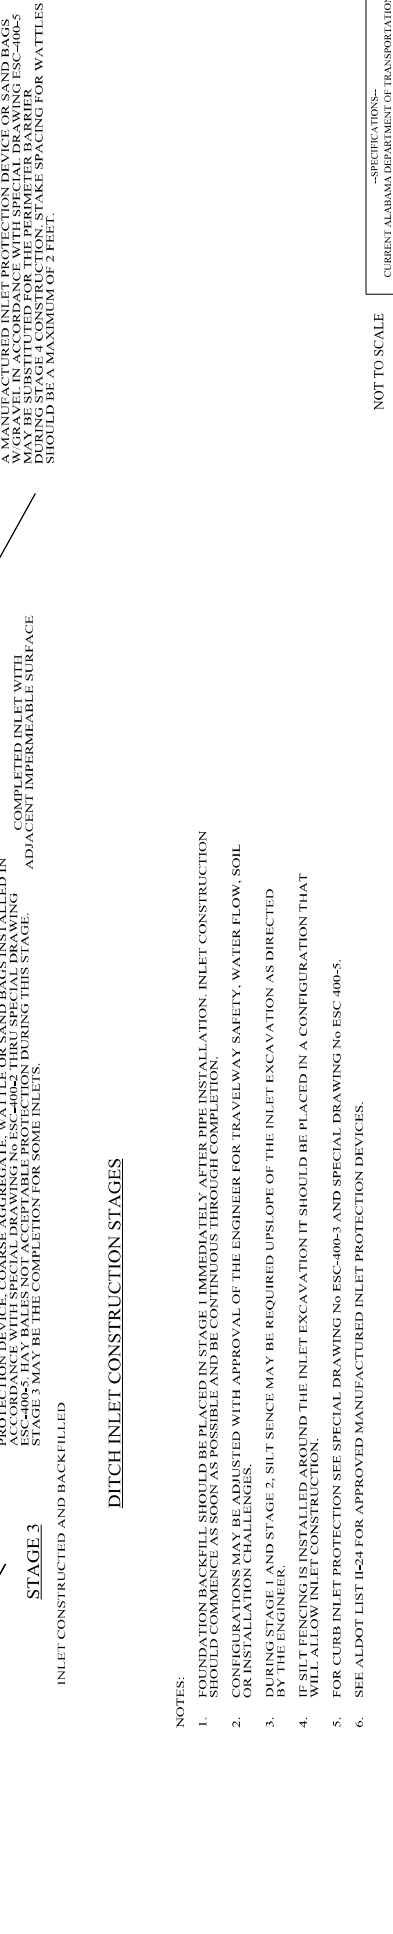 PROTECTION DEVICE, COARSE AGGREGATE, WATTLE OR SAND BAGS INSTALLED IN
ACCORDANCE WITH SPECIAL DRAWING No ESC-400-2 THRU SPECIAL DRAWING
ESC-400-5. HAY BALES NOT ACCEPTABLE PROTECTION DURING THIS STAGE.
STAGE 3 MAY BE THE COMPLETION FOR SOME INLETS.
COMPLETED INLET WITH
ADJACENT IMPERMEABLE SURFACE
A MANUFACTURED INLET PROTECTION DEVICE OR SAND BAGS
W/GRAVEL IN ACCORDANCE WITH SPECIAL DRAWING ESC-400-5
MAY BE SUBSTITUTED FOR THE PERIMETER BARRIER
DURING STAGE 4 CONSTRUCTION. STAKE SPACING FOR WATTLES
SHOULD BE A MAXIMUM OF 2 FEET.
STAGE 3
INLET CONSTRUCTED AND BACKFILLED
DITCH INLET CONSTRUCTION STAGES
NOTES:
1. FOUNDATION BACKFILL SHOULD BE PLACED IN STAGE 1 IMMEDIATELY AFTER PIPE INSTALLATION. INLET CONSTRUCTION
SHOULD COMMENCE AS SOON AS POSSIBLE AND BE CONTINUOUS THROUGH COMPLETION.
2. CONFIGURATIONS MAY BE ADJUSTED WITH APPROVAL OF THE ENGINEER FOR TRAVELWAY SAFETY, WATER FLOW, SOIL
OR INSTALLATION CHALLENGES.
3. DURING STAGE 1 AND STAGE 2, SILT SENCE MAY BE REQUIRED UPSLOPE OF THE INLET EXCAVATION AS DIRECTED
BY THE ENGINEER.
4. IF SILT FENCING IS INSTALLED AROUND THE INLET EXCAVATION IT SHOULD BE PLACED IN A CONFIGURATION THAT
WILL ALLOW INLET CONSTRUCTION.
5. FOR CURB INLET PROTECTION SEE SPECIAL DRAWING No ESC-400-3 AND SPECIAL DRAWING No ESC 400-5.
6. SEE ALDOT LIST II-24 FOR APPROVED MANUFACTURED INLET PROTECTION DEVICES.
NOT TO SCALE
--SPECIFICATIONS--
CURRENT ALABAMA DEPARTMENT OF TRANSPORTATION